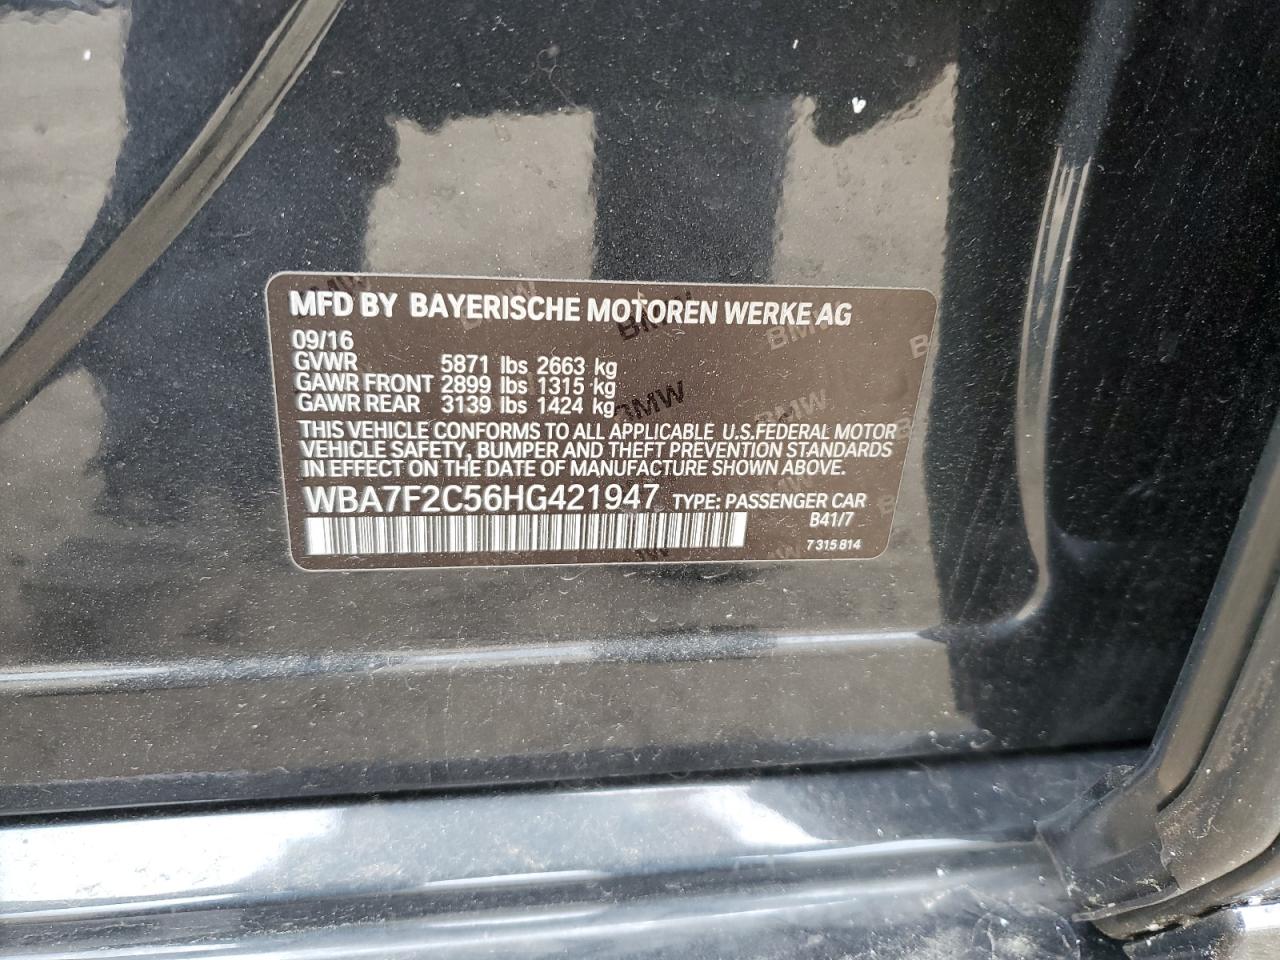 MFD BY BAYERISCHE MOTOREN WERKE AG
09/16
GVWR 5871 lbs 2663 kg
GAWR FRONT 2899 lbs 1315 kg
GAWR REAR 3139 lbs 1424 kg
THIS VEHICLE CONFORMS TO ALL APPLICABLE U.S.FEDERAL MOTOR
VEHICLE SAFETY, BUMPER AND THEFT PREVENTION STANDARDS
IN EFFECT ON THE DATE OF MANUFACTURE SHOWN ABOVE.
WBA7F2C56HG421947 TYPE: PASSENGER CAR
B41/7
7 315 814